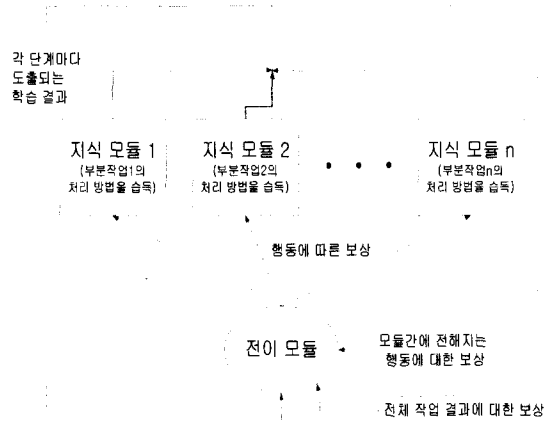 각 단계마다
도출되는
학습 결과
지식 모듈 1
(부분작업1의
처리 방법을 습득)
지식 모듈 2
(부분작업2의
처리 방법을 습득)
• • •
지식 모듈 n
(부분작업n의
처리 방법을 습득)
행동에 따른 보상
전이 모듈
모듈간에 전해지는
행동에 대한 보상
전체 작업 결과에 대한 보상